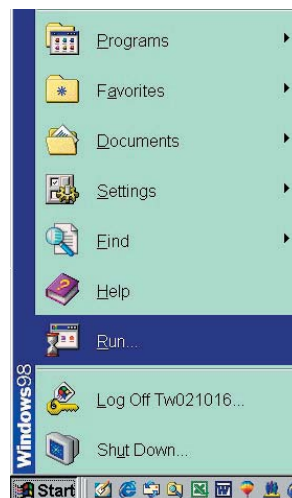 Programs
Favorites
Documents
Settings
Find
Help
Run...
Log Off Tw021016...
Shut Down...
Windows98
Start